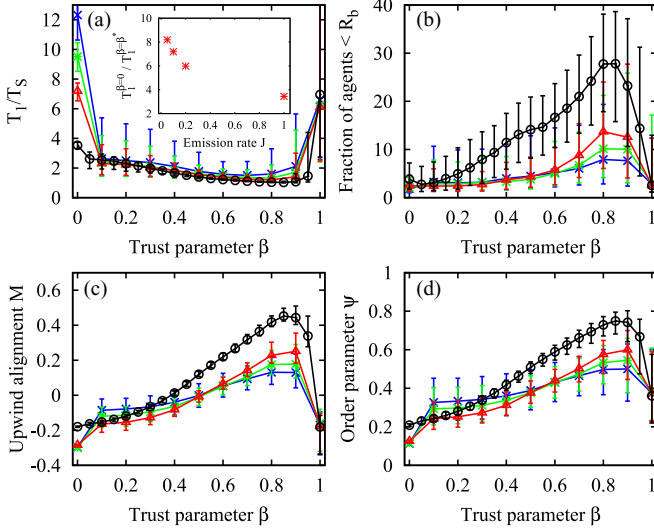 (a)
T₁/T_S
12
10
8
6
4
2
0
0 0.2 0.4 0.6 0.8 1
Trust parameter β
T₁^β=0 / T₁^β=β*
10
8
6
4
2
0 0.2 0.4 0.6 0.8 1
Emission rate J
(b)
Fraction of agents < R_b
40
30
20
10
0
0 0.2 0.4 0.6 0.8 1
Trust parameter β
(c)
Upwind alignment M
0.6
0.4
0.2
0
-0.2
-0.4
0 0.2 0.4 0.6 0.8 1
Trust parameter β
(d)
Order parameter Ψ
1
0.8
0.6
0.4
0.2
0
0 0.2 0.4 0.6 0.8 1
Trust parameter β